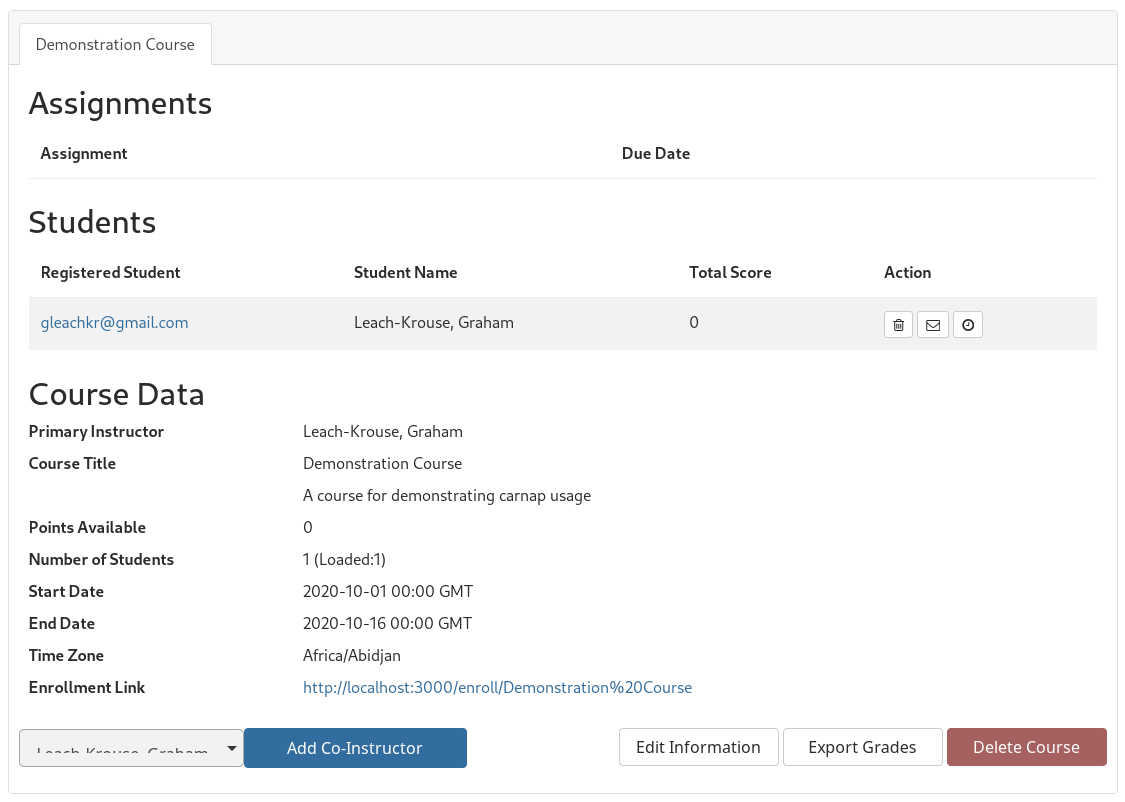 Demonstration Course
Assignments
Assignment Due Date
Students
Registered Student Student Name Total Score Action
gleachkr@gmail.com Leach-Krouse, Graham 0
Course Data
Primary Instructor Leach-Krouse, Graham
Course Title Demonstration Course
A course for demonstrating carnap usage
Points Available 0
Number of Students 1 (Loaded:1)
Start Date 2020-10-01 00:00 GMT
End Date 2020-10-16 00:00 GMT
Time Zone Africa/Abidjan
Enrollment Link http://localhost:3000/enroll/Demonstration%20Course
Leach-Krouse, Graham Add Co-Instructor Edit Information Export Grades Delete Course